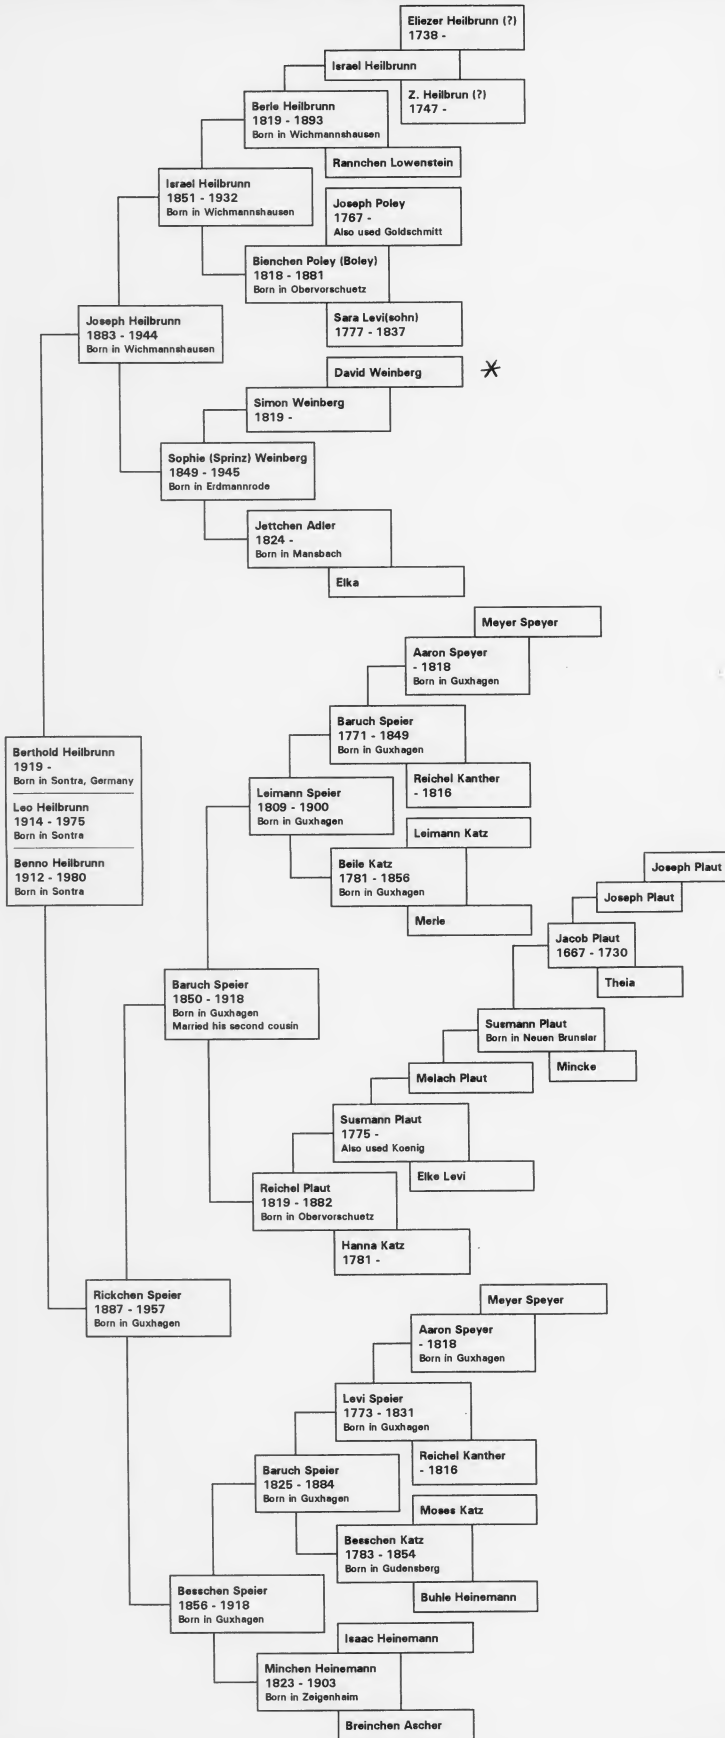 Eliezer Heilbrunn (?)
1738 -
Israel Heilbrunn
Z. Heilbrun (?)
1747 -
Berle Heilbrunn
1819 - 1893
Born in Wichmannshausen
Rannchen Lowenstein
Israel Heilbrunn
1851 - 1932
Born in Wichmannshausen
Joseph Poley
1767 -
Also used Goldschmitt
Bienchen Poley (Boley)
1818 - 1881
Born in Obervorschuetz
Sara Levi(sohn)
1777 - 1837
Joseph Heilbrunn
1883 - 1944
Born in Wichmannshausen
David Weinberg
Simon Weinberg
1819 -
Sophie (Sprinz) Weinberg
1849 - 1945
Born in Erdmannrode
Jettchen Adler
1824 -
Born in Mansbach
Elka
Meyer Speyer
Aaron Speyer
- 1818
Born in Guxhagen
Baruch Speier
1771 - 1849
Born in Guxhagen
Reichel Kanther
- 1816
Leimann Speier
1809 - 1900
Born in Guxhagen
Leimann Katz
Beile Katz
1781 - 1856
Born in Guxhagen
Merle
Berthold Heilbrunn
1919 -
Born in Sontra, Germany
Leo Heilbrunn
1914 - 1975
Born in Sontra
Benno Heilbrunn
1912 - 1980
Born in Sontra
Joseph Plaut
Joseph Plaut
Jacob Plaut
1667 - 1730
Theia
Baruch Speier
1850 - 1918
Born in Guxhagen
Married his second cousin
Susmann Plaut
Born in Neuen Brunslar
Mincke
Melach Plaut
Susmann Plaut
1775 -
Also used Koenig
Elke Levi
Reichel Plaut
1819 - 1882
Born in Obervorschuetz
Hanna Katz
1781 -
Rickchen Speier
1887 - 1957
Born in Guxhagen
Meyer Speyer
Aaron Speyer
- 1818
Born in Guxhagen
Levi Speier
1773 - 1831
Born in Guxhagen
Reichel Kanther
- 1816
Baruch Speier
1825 - 1884
Born in Guxhagen
Moses Katz
Besschen Katz
1783 - 1854
Born in Gudensberg
Buhle Heinemann
Besschen Speier
1856 - 1918
Born in Guxhagen
Isaac Heinemann
Minchen Heinemann
1823 - 1903
Born in Zeigenhaim
Breinchen Ascher